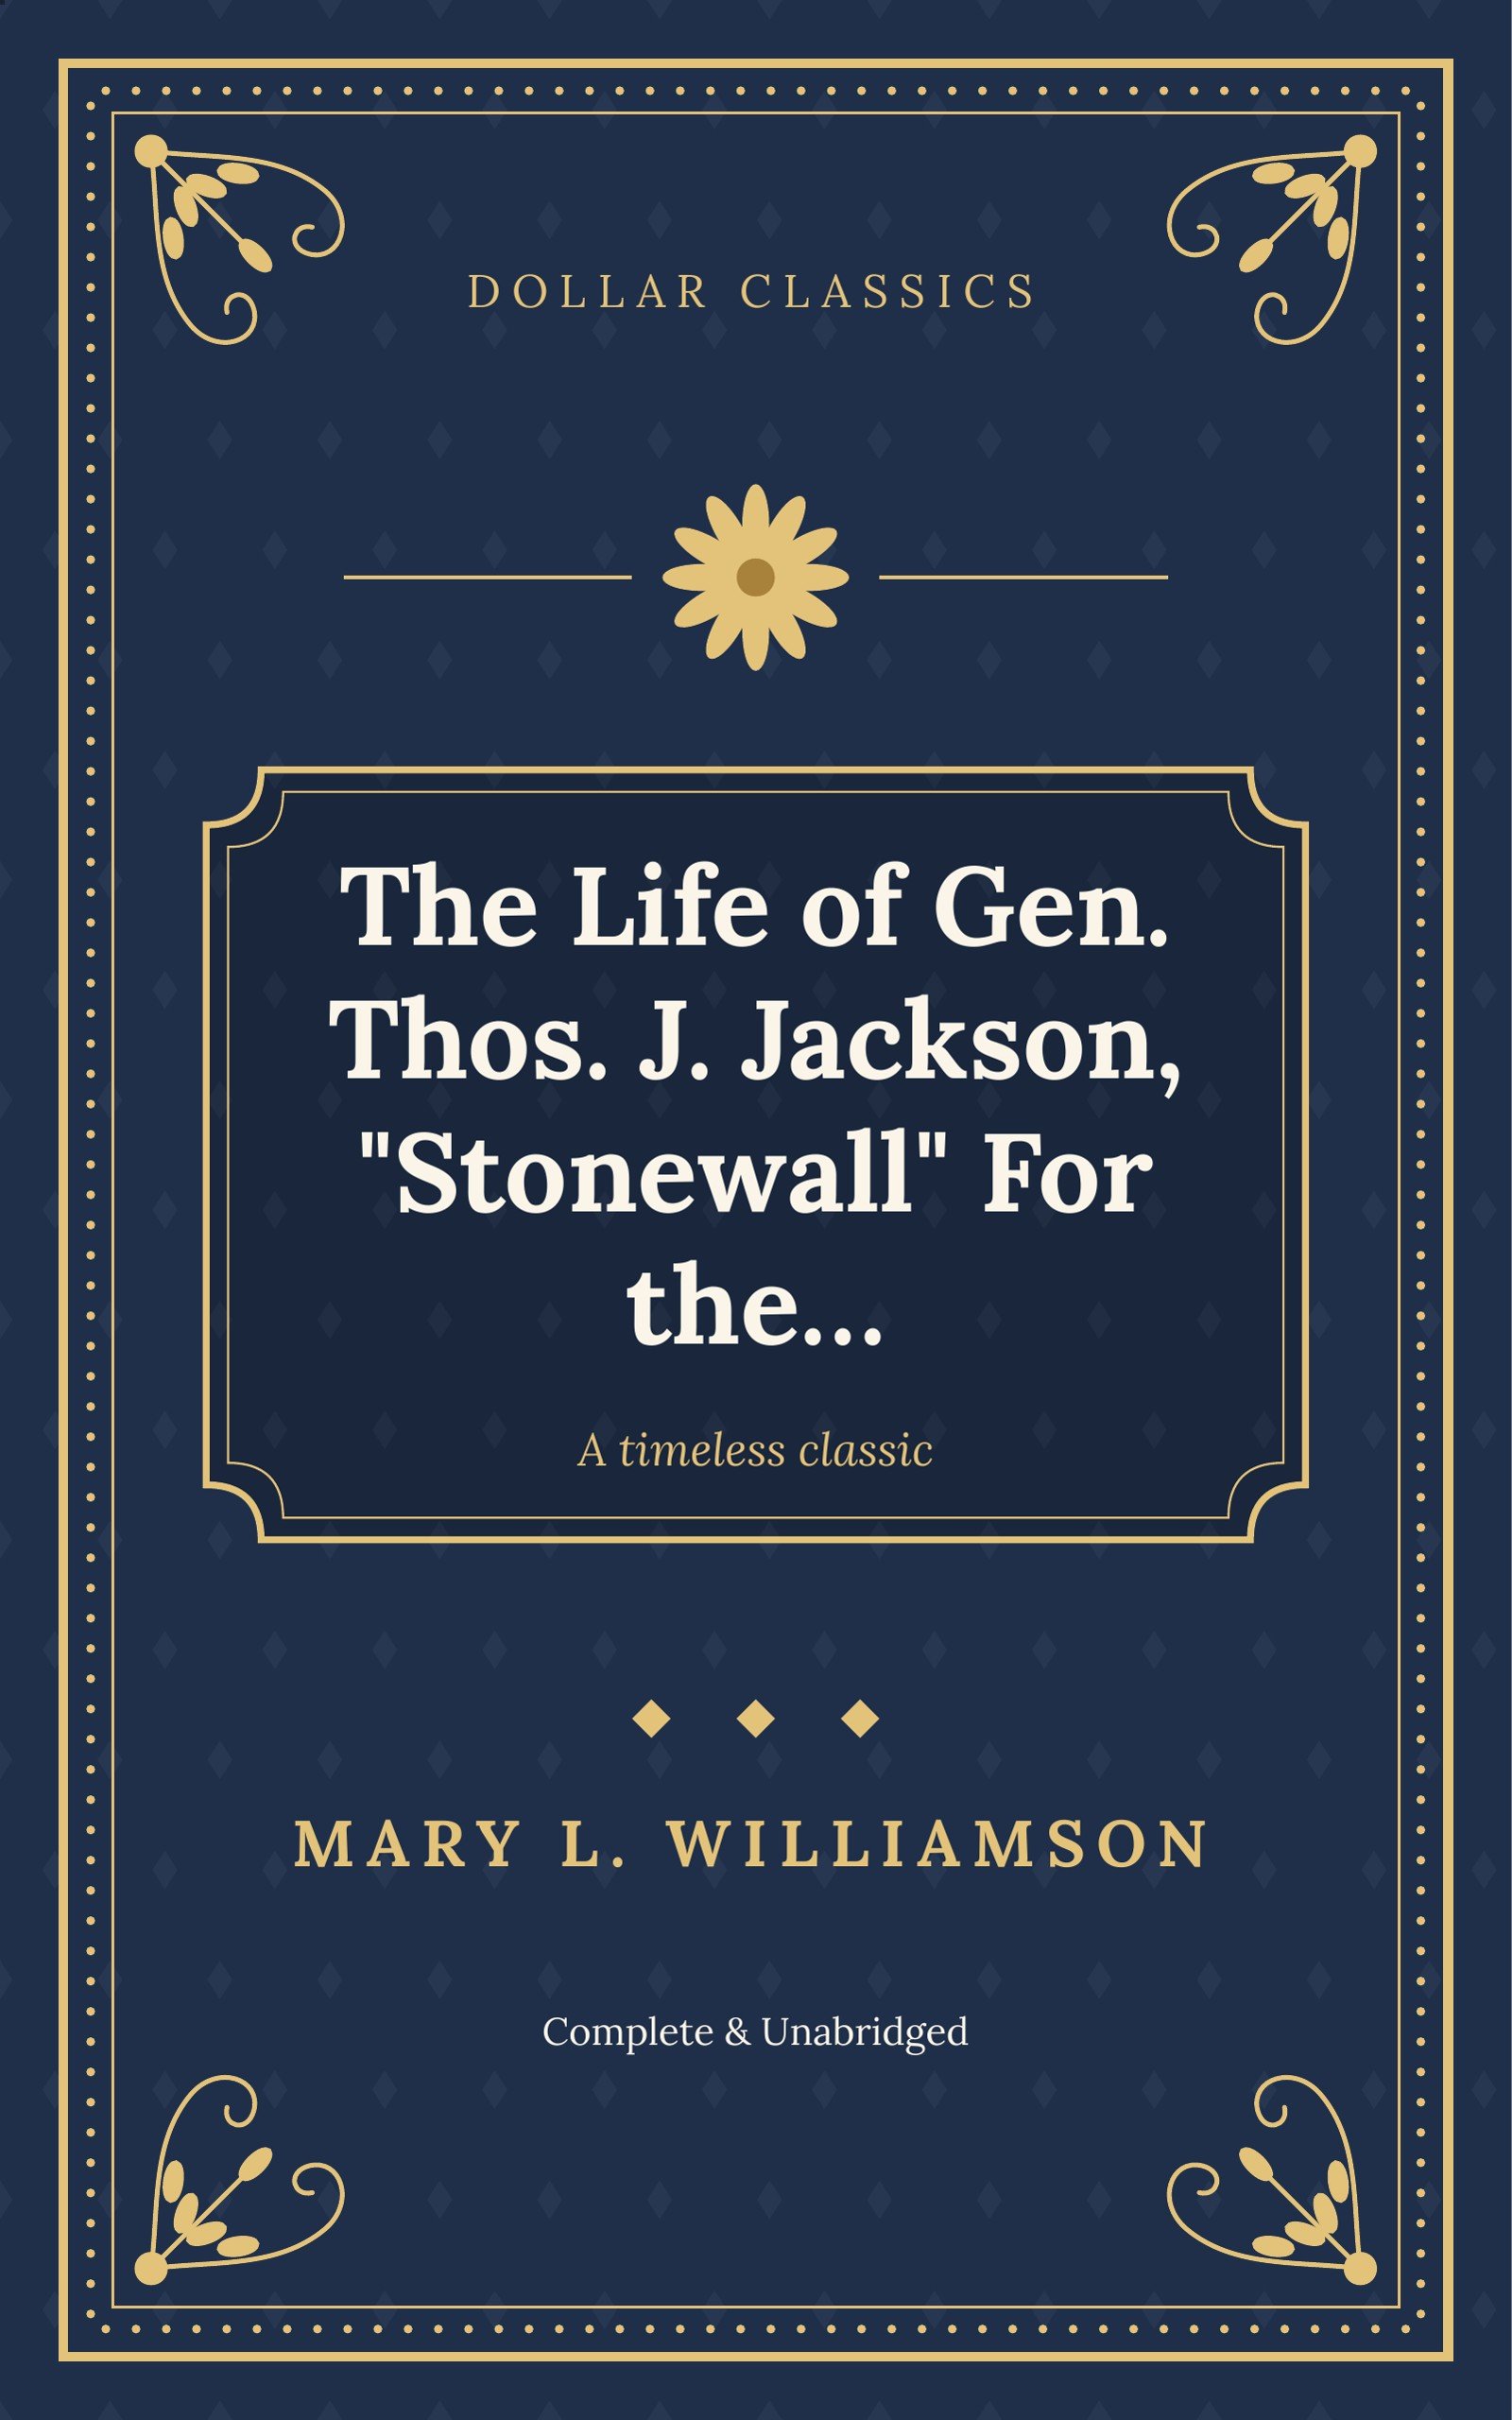 DOLLAR CLASSICS
The Life of Gen.
Thos. J. Jackson,
"Stonewall" For
the...
A timeless classic
MARY L. WILLIAMSON
Complete & Unabridged